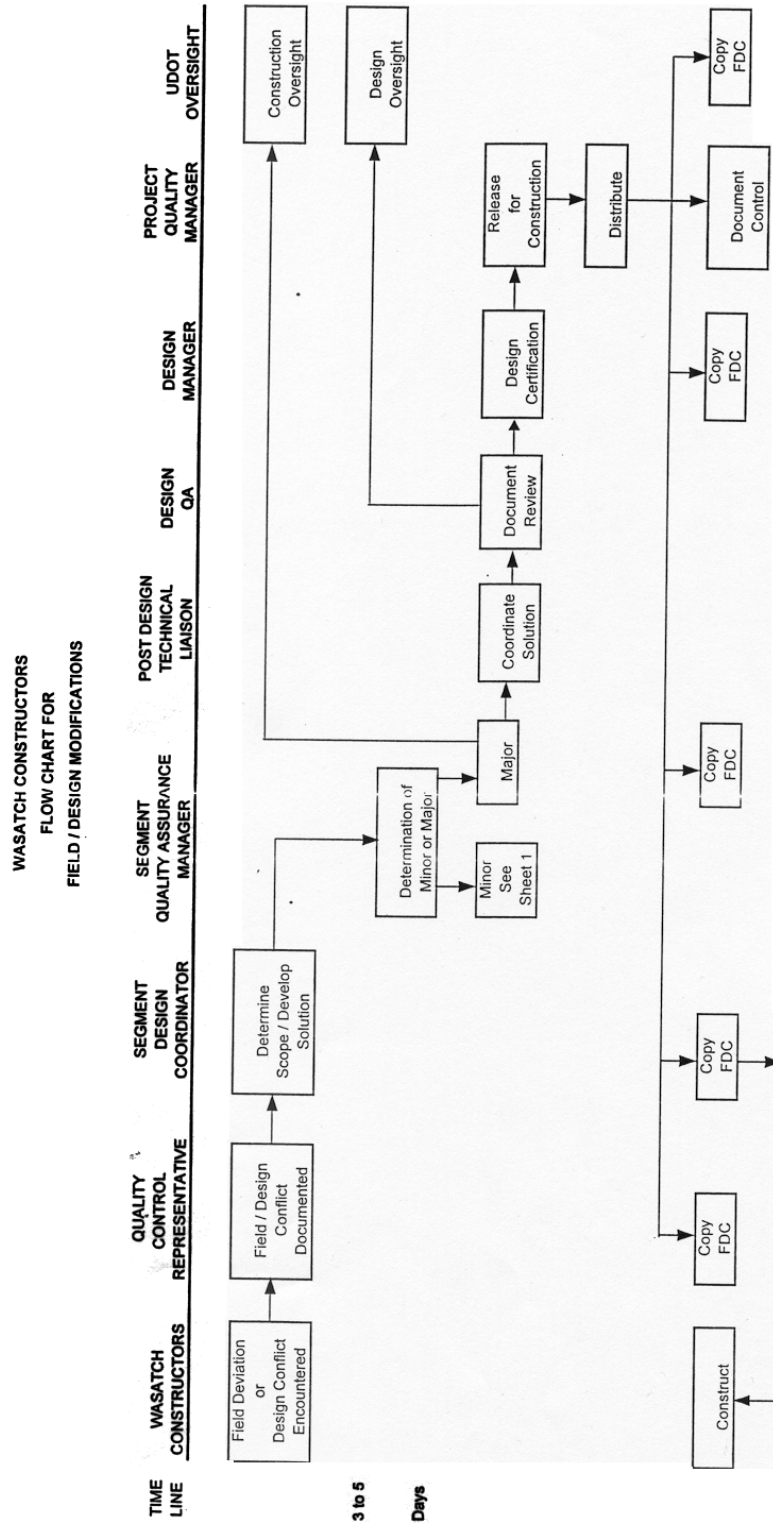 WASATCH CONSTRUCTORS
FLOW CHART FOR
FIELD / DESIGN MODIFICATIONS
TIME
LINE
WASATCH
CONSTRUCTORS
QUALITY
CONTROL
REPRESENTATIVE
SEGMENT
DESIGN
COORDINATOR
SEGMENT
QUALITY ASSURANCE
MANAGER
POST DESIGN
TECHNICAL
LIAISON
DESIGN
QA
DESIGN
MANAGER
PROJECT
QUALITY
MANAGER
UDOT
OVERSIGHT
Field Deviation
or
Design Conflict
Encountered
Field / Design
Conflict
Documented
Determine
Scope / Develop
Solution
Construction
Oversight
3 to 5
Days
Determination of
Minor or Major
Design
Oversight
Minor
See
Sheet 1
Major
Coordinate
Solution
Document
Review
Design
Certification
Release
for
Construction
Distribute
Construct
Copy
FDC
Copy
FDC
Copy
FDC
Copy
FDC
Document
Control
Copy
FDC